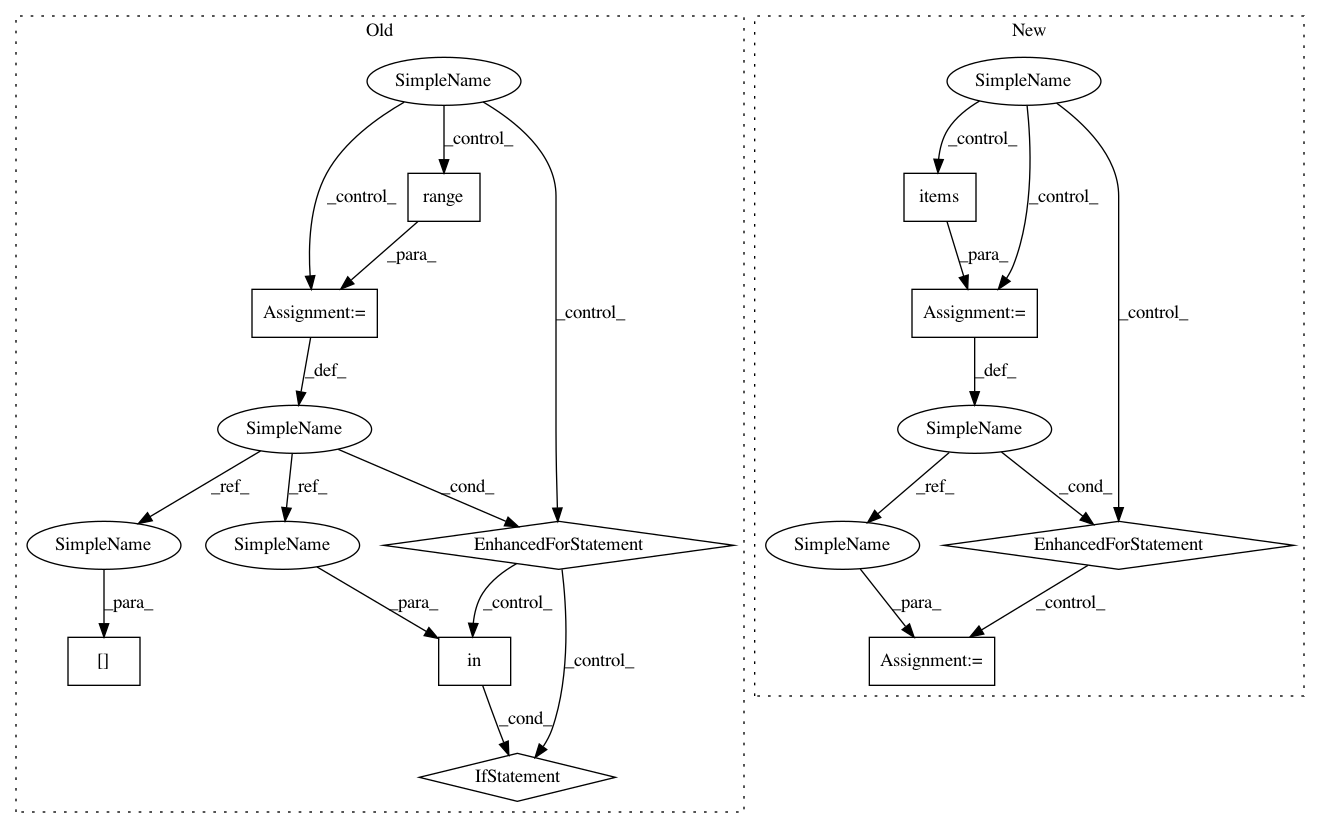 Old
New
SimpleName
SimpleName
_control_
_control_
range
items
_control_
_control_
_para_
_para_
Assignment:=
_control_
Assignment:=
_control_
_def_
_def_
SimpleName
SimpleName
_ref_
_ref_
_cond_
_ref_
_cond_
SimpleName
SimpleName
EnhancedForStatement
SimpleName
EnhancedForStatement
_para_
_para_
_control_
_para_
_control_
[]
in
_control_
Assignment:=
_cond_
IfStatement